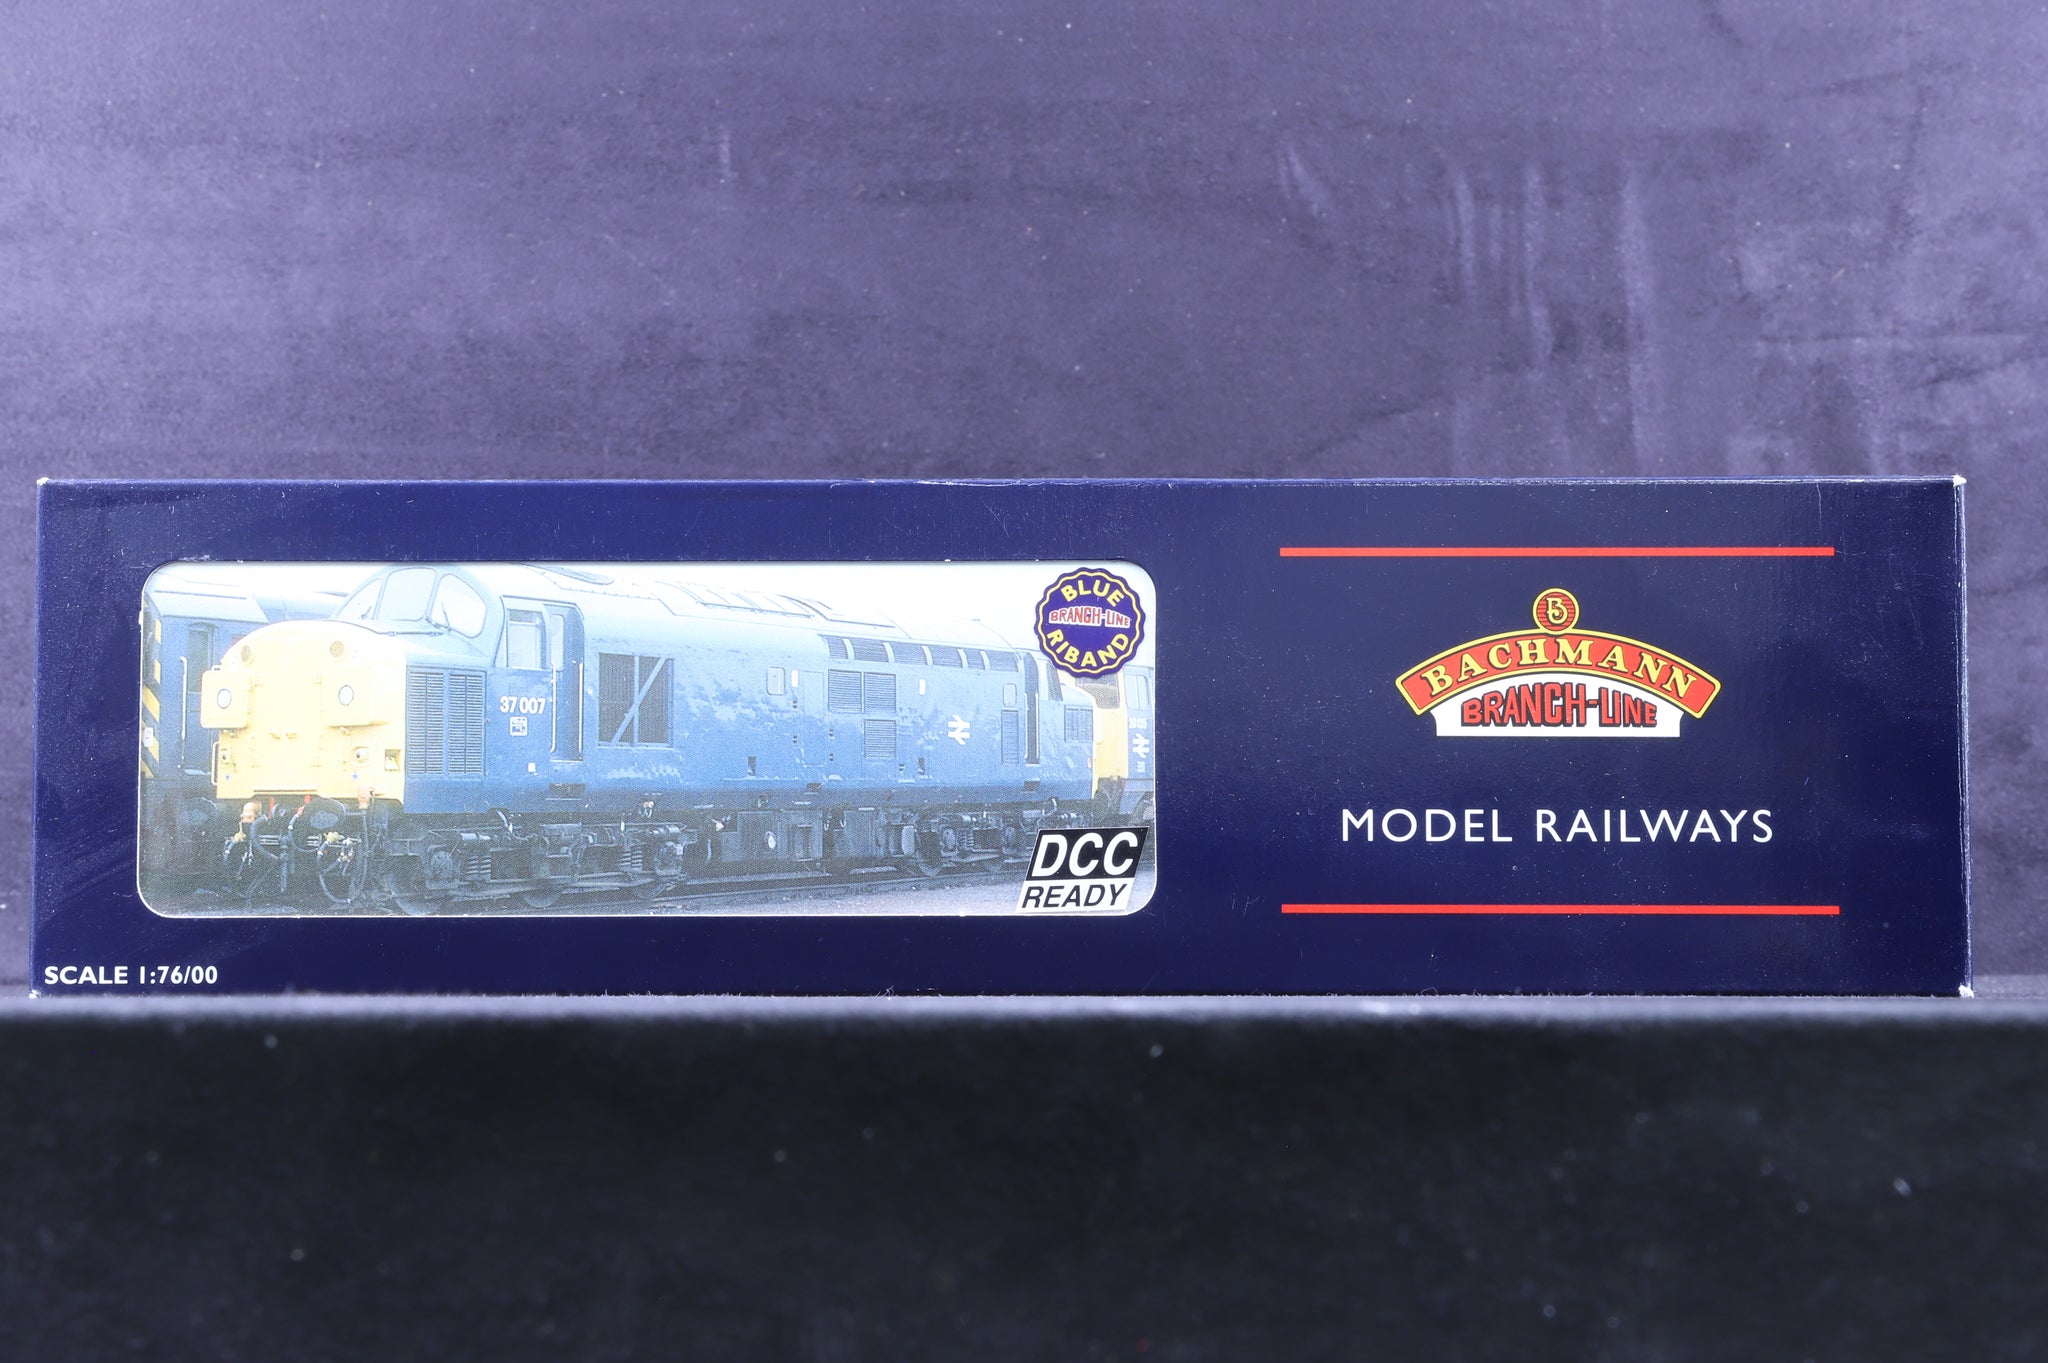 BLUE
BRANCH-LINE
RIBAND
37 007
DCC
READY
BACHMANN
BRANCH-LINE
MODEL RAILWAYS
SCALE 1:76/00